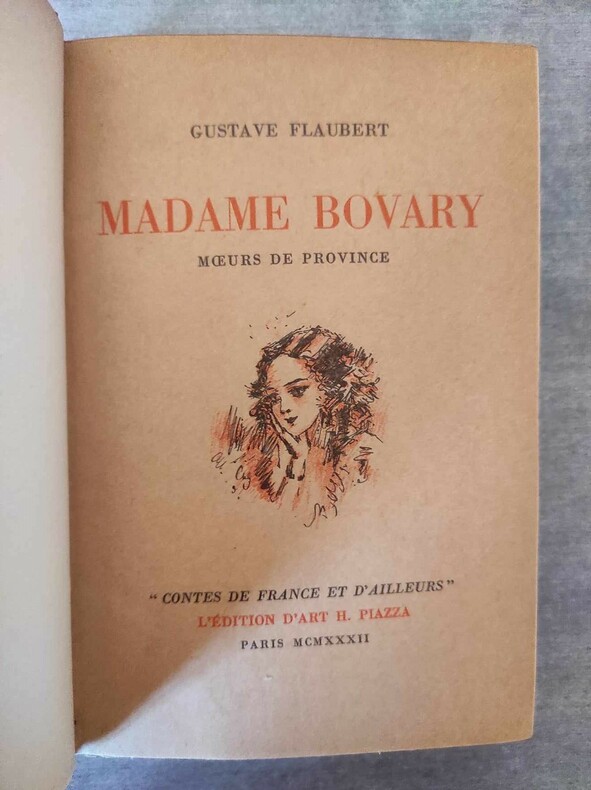 GUSTAVE FLAUBERT
MADAME BOVARY
MŒURS DE PROVINCE
"CONTES DE FRANCE ET D'AILLEURS"
L'ÉDITION D'ART H. PIAZZA
PARIS MCMXXXII